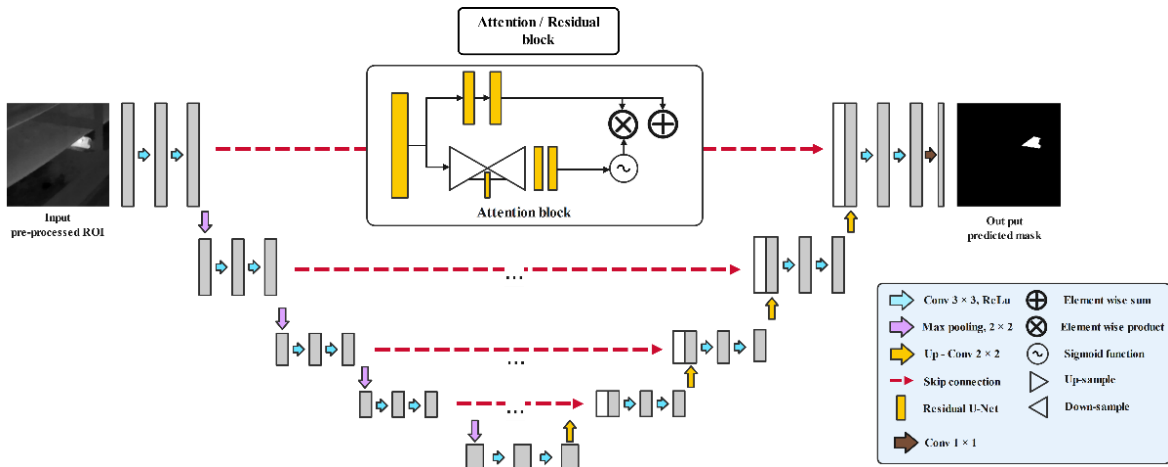 Attention / Residual
block
Attention block
Input
pre-processed ROI
Out put
predicted mask
...
...
...
Conv 3 × 3, ReLu
Max pooling, 2 × 2
Up - Conv 2 × 2
Skip connection
Residual U-Net
Conv 1 × 1
Element wise sum
Element wise product
Sigmoid function
Up-sample
Down-sample